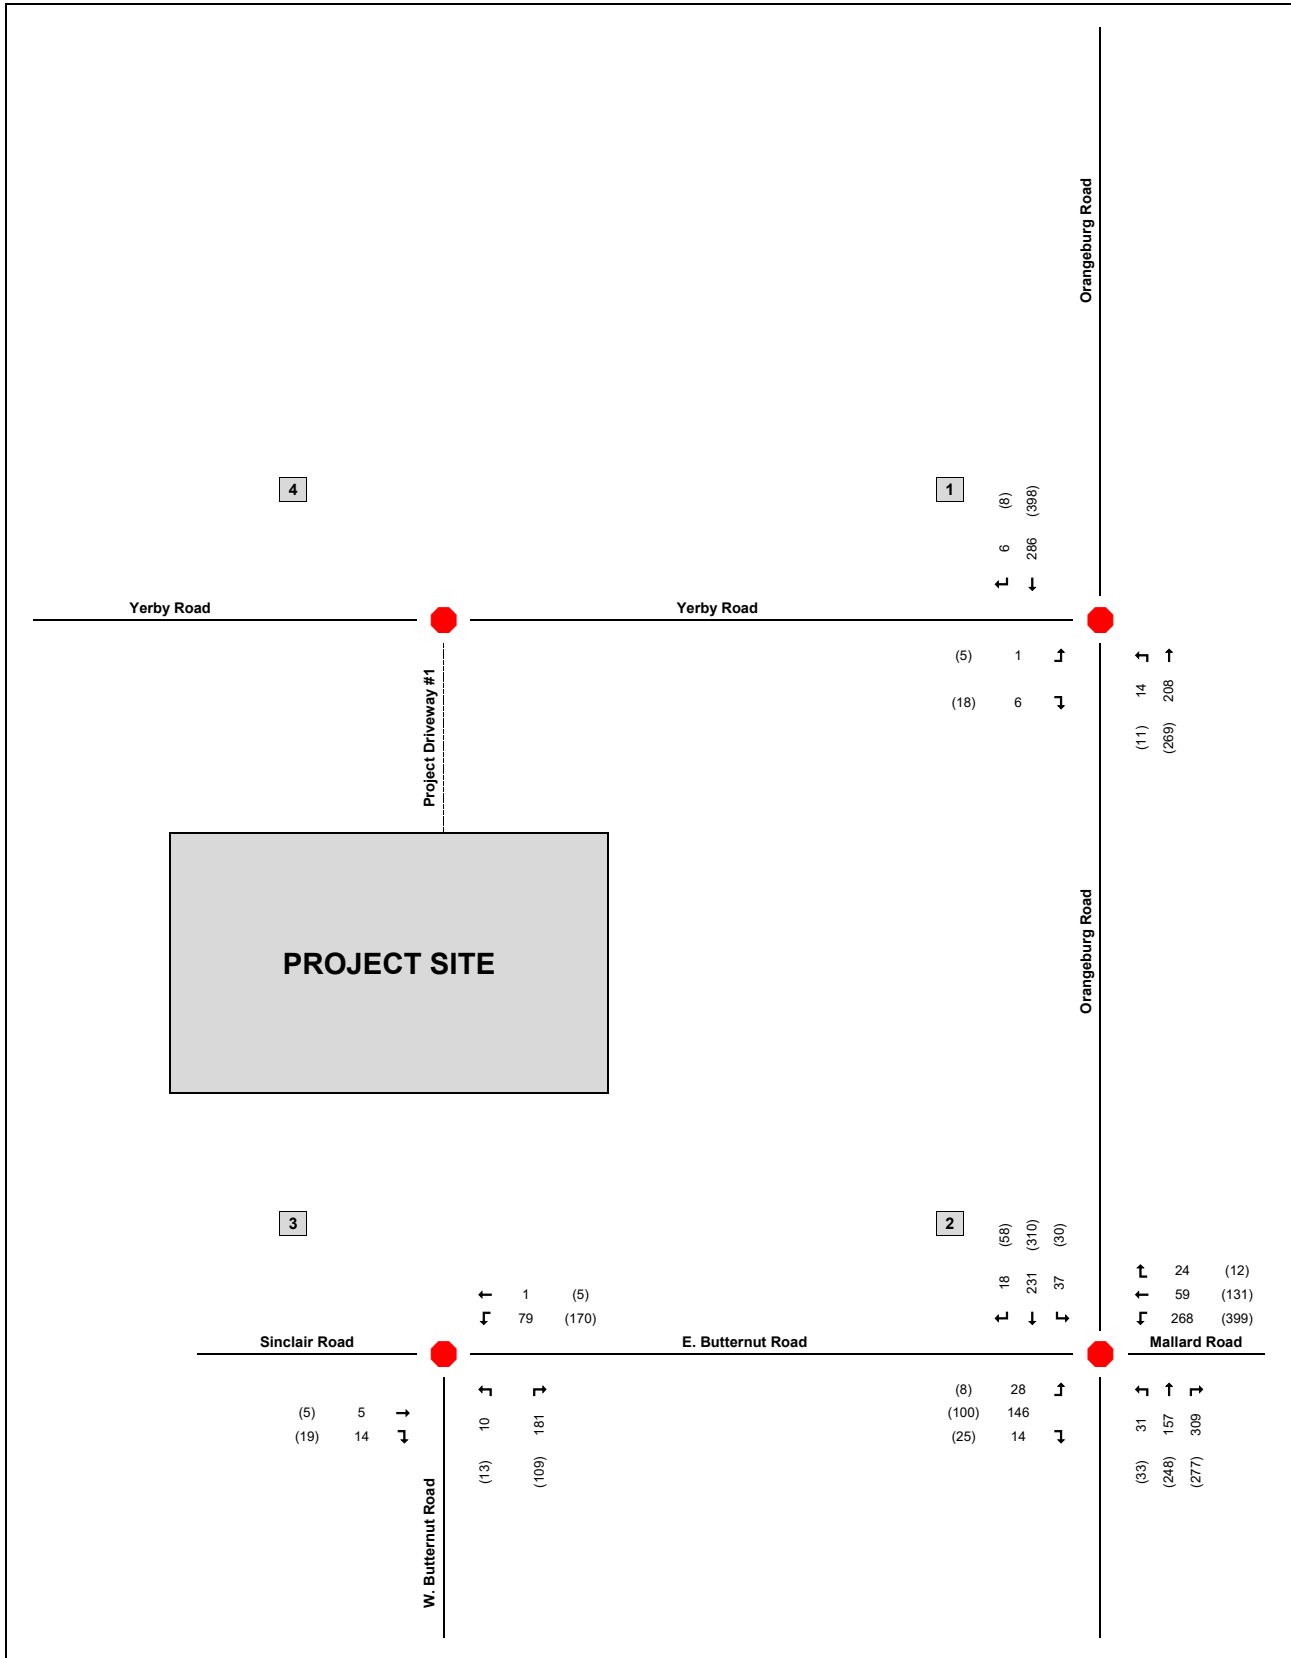 Orangeburg Road
4
1
(8) (398)
6 286
Yerby Road
Yerby Road
(5) 1
(18) 6
14 208
(11) (269)
Project Driveway #1
PROJECT SITE
Orangeburg Road
3
2
(58) (310) (30)
18 231 37
24 (12)
59 (131)
268 (399)
1 (5)
79 (170)
Sinclair Road
E. Butternut Road
Mallard Road
(5) 5
(19) 14
10 181
(13) (109)
(8) 28
(100) 146
(25) 14
31 157 309
(33) (248) (277)
W. Butternut Road